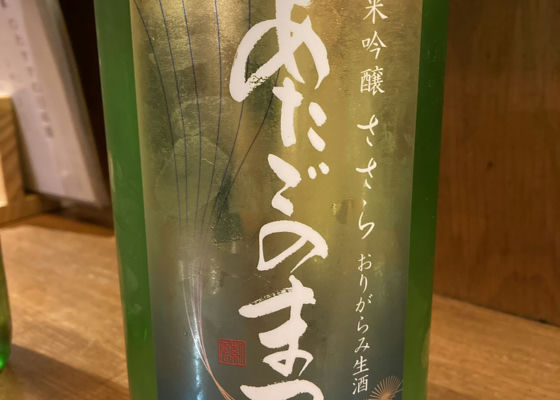 米吟醸 ささら おりがらみ生酒
あたごのまつ